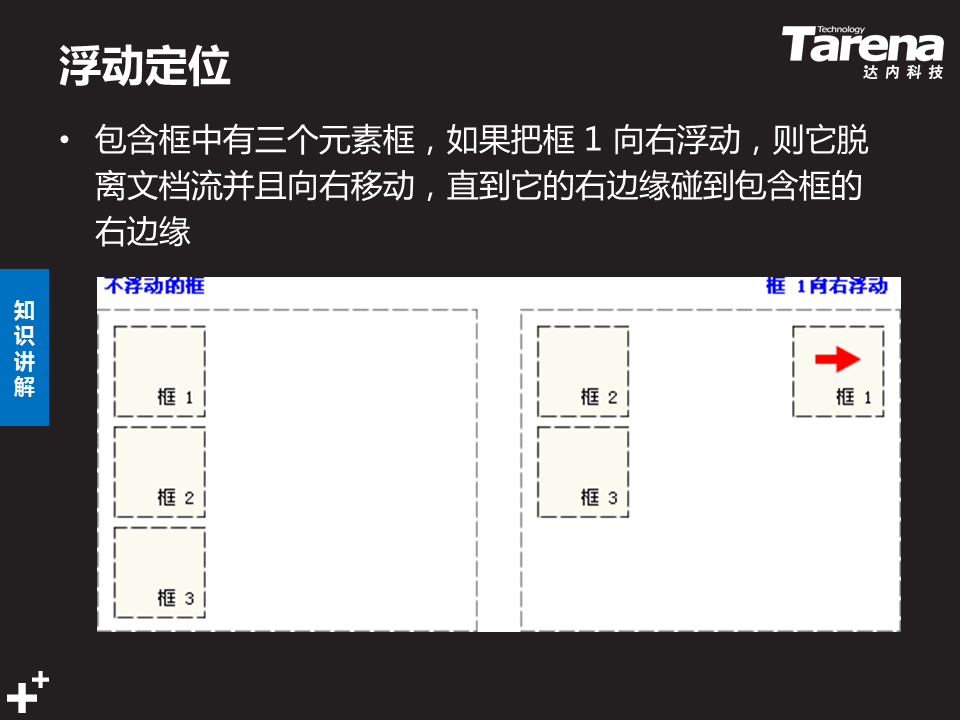 浮动定位
Technology
Tarena
达内科技
• 包含框中有三个元素框，如果把框 1 向右浮动，则它脱
离文档流并且向右移动，直到它的右边缘碰到包含框的
右边缘
知识讲解
不浮动的框
框 1向右浮动
框 1
框 2
框 3
框 2
框 1
框 3